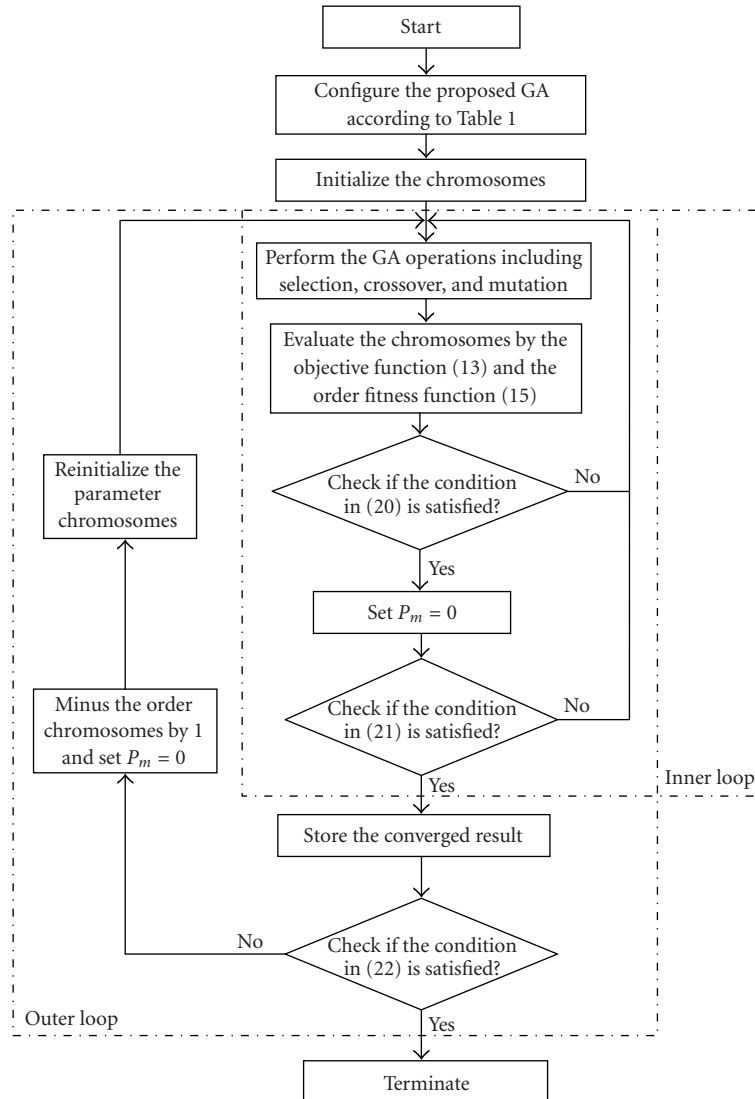 Start
Configure the proposed GA
according to Table 1
Initialize the chromosomes
Perform the GA operations including
selection, crossover, and mutation
Evaluate the chromosomes by the
objective function (13) and the
order fitness function (15)
Reinitialize the
parameter
chromosomes
Check if the condition
in (20) is satisfied?
No
Yes
Set P_m = 0
Minus the order
chromosomes by 1
and set P_m = 0
Check if the condition
in (21) is satisfied?
No
Yes
Inner loop
Store the converged result
No
Check if the condition
in (22) is satisfied?
Outer loop
Yes
Terminate